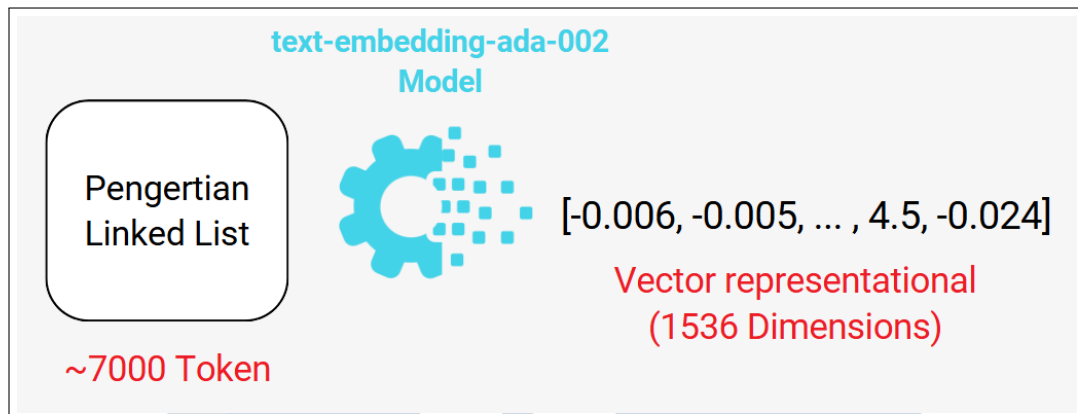 text-embedding-ada-002
Model
Pengertian
Linked List
[-0.006, -0.005, ... , 4.5, -0.024]
Vector representational
(1536 Dimensions)
~7000 Token